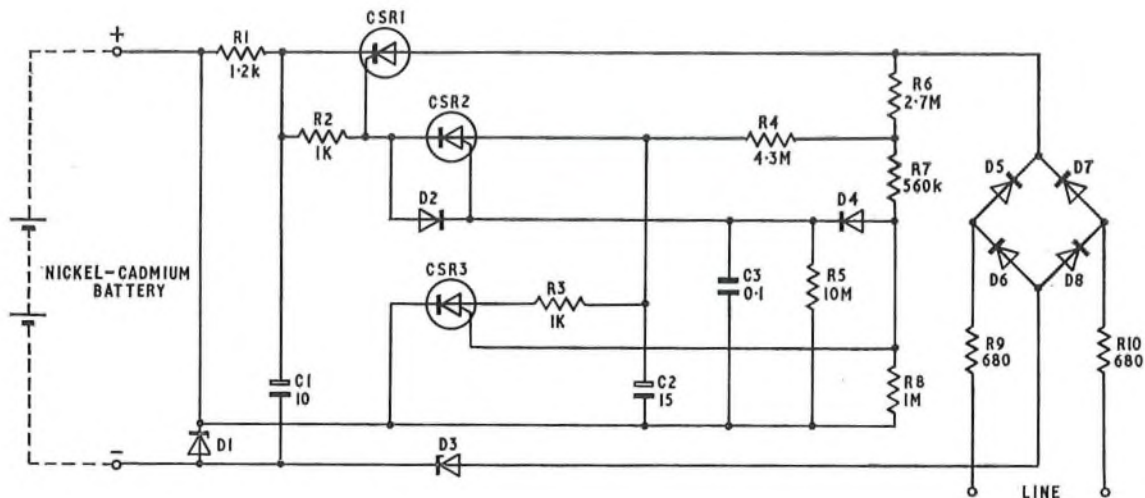 CSR1
+
R1
1·2k
R6
2·7M
CSR2
R2
1K
R4
4·3M
D5
D7
R7
560k
D2
D4
NICKEL-CADMIUM
BATTERY
CSR3
R3
1K
C3
0·1
R5
10M
D6
D8
R9
680
R10
680
C1
10
C2
15
R8
1M
D1
D3
−
LINE